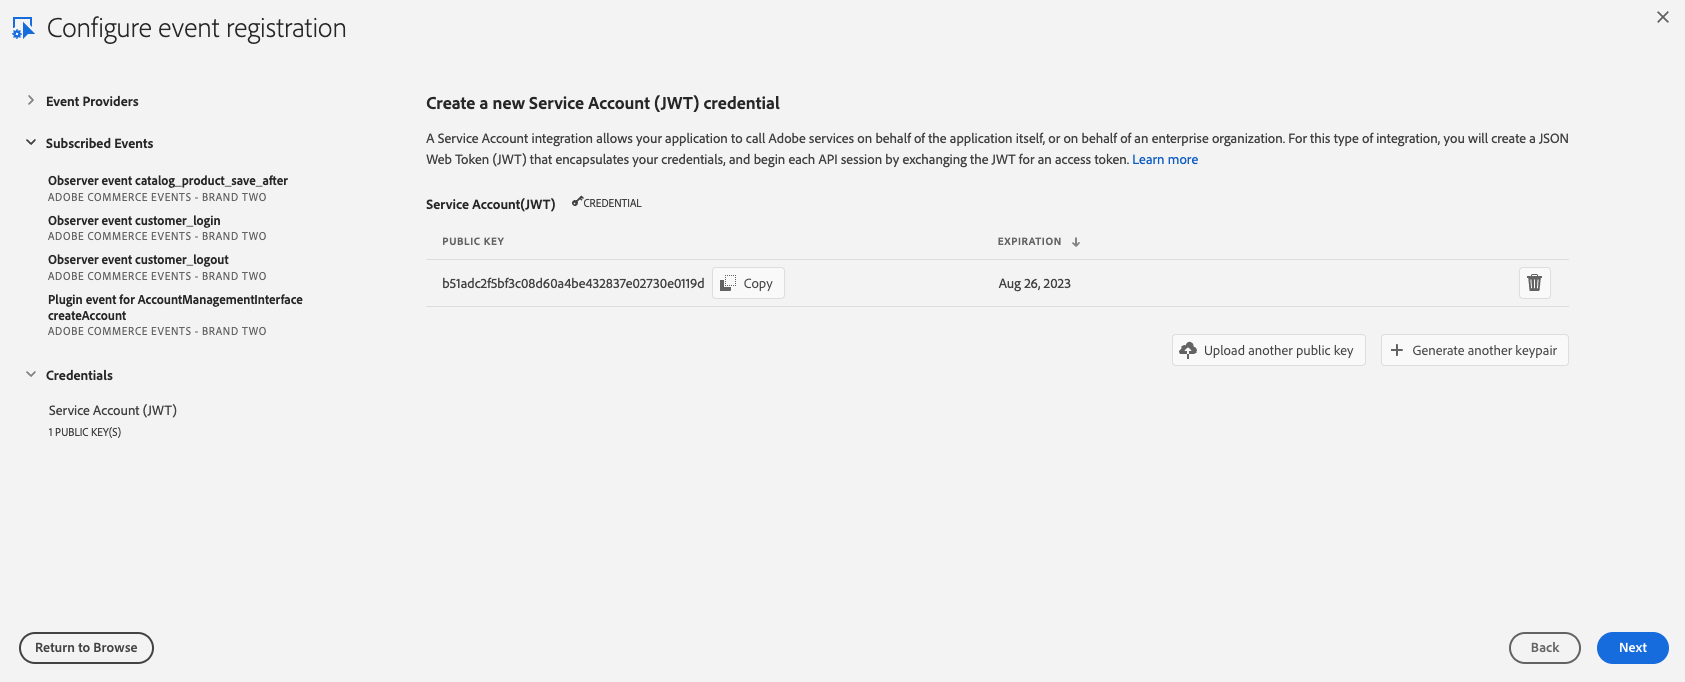 Configure event registration
Event Providers
Subscribed Events
Observer event catalog_product_save_after
ADOBE COMMERCE EVENTS - BRAND TWO
Observer event customer_login
ADOBE COMMERCE EVENTS - BRAND TWO
Observer event customer_logout
ADOBE COMMERCE EVENTS - BRAND TWO
Plugin event for AccountManagementInterface
createAccount
ADOBE COMMERCE EVENTS - BRAND TWO
Credentials
Service Account (JWT)
1 PUBLIC KEY(S)
Create a new Service Account (JWT) credential
A Service Account integration allows your application to call Adobe services on behalf of the application itself, or on behalf of an enterprise organization. For this type of integration, you will create a JSON
Web Token (JWT) that encapsulates your credentials, and begin each API session by exchanging the JWT for an access token. Learn more
Service Account(JWT) CREDENTIAL
PUBLIC KEY EXPIRATION
b51adc2f5bf3c08d60a4be432837e02730e0119d Copy Aug 26, 2023
Upload another public key Generate another keypair
Return to Browse Back Next